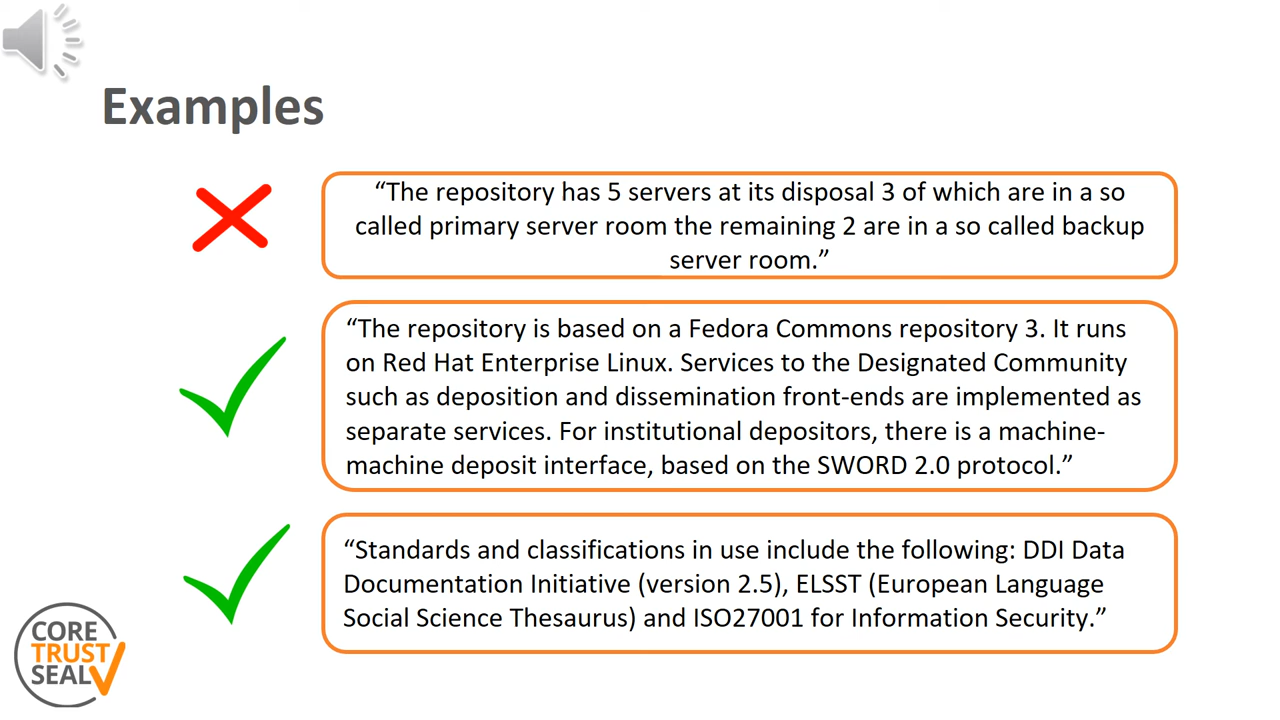 Examples
“The repository has 5 servers at its disposal 3 of which are in a so
called primary server room the remaining 2 are in a so called backup
server room.”
“The repository is based on a Fedora Commons repository 3. It runs
on Red Hat Enterprise Linux. Services to the Designated Community
such as deposition and dissemination front-ends are implemented as
separate services. For institutional depositors, there is a machine-
machine deposit interface, based on the SWORD 2.0 protocol.”
“Standards and classifications in use include the following: DDI Data
Documentation Initiative (version 2.5), ELSST (European Language
Social Science Thesaurus) and ISO27001 for Information Security.”
CORE
TRUST
SEAL